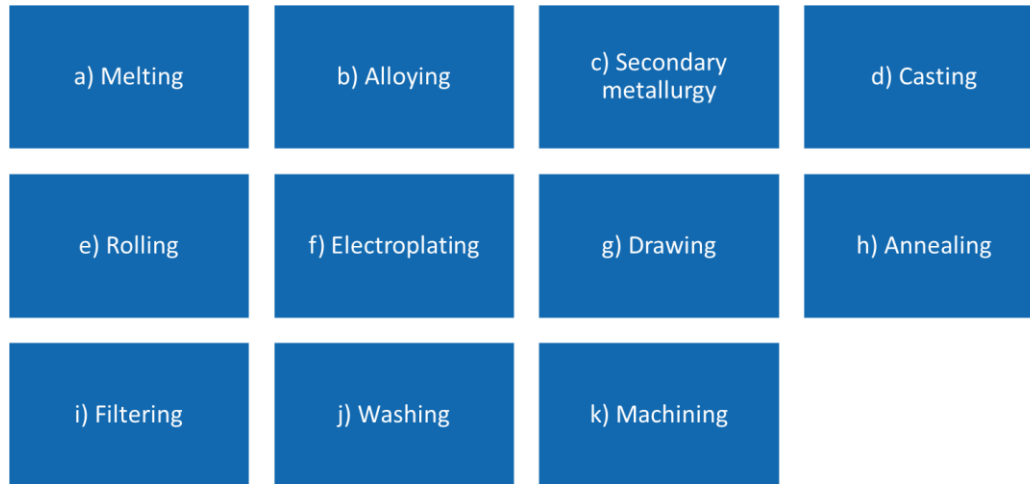 a) Melting
b) Alloying
c) Secondary
metallurgy
d) Casting
e) Rolling
f) Electroplating
g) Drawing
h) Annealing
i) Filtering
j) Washing
k) Machining